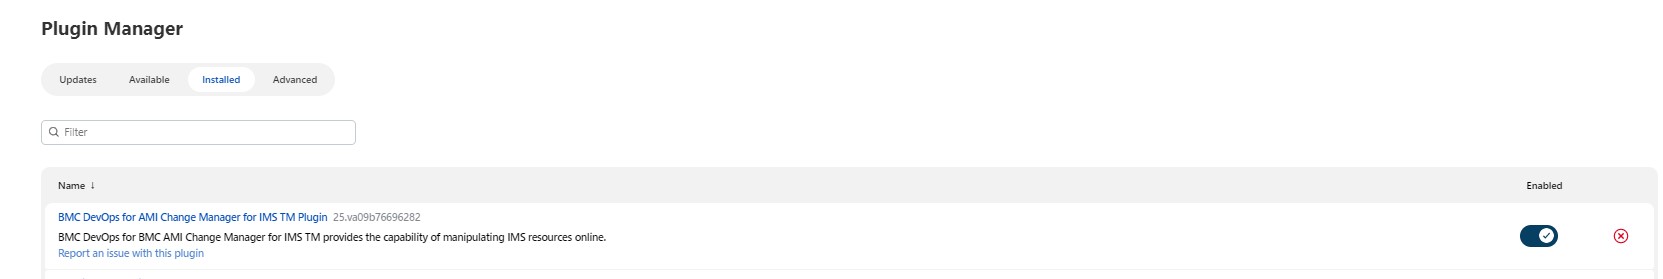 Plugin Manager
Updates Available Installed Advanced
Filter
Name ↓ Enabled
BMC DevOps for AMI Change Manager for IMS TM Plugin 25.va09b76696282
BMC DevOps for BMC AMI Change Manager for IMS TM provides the capability of manipulating IMS resources online.
Report an issue with this plugin